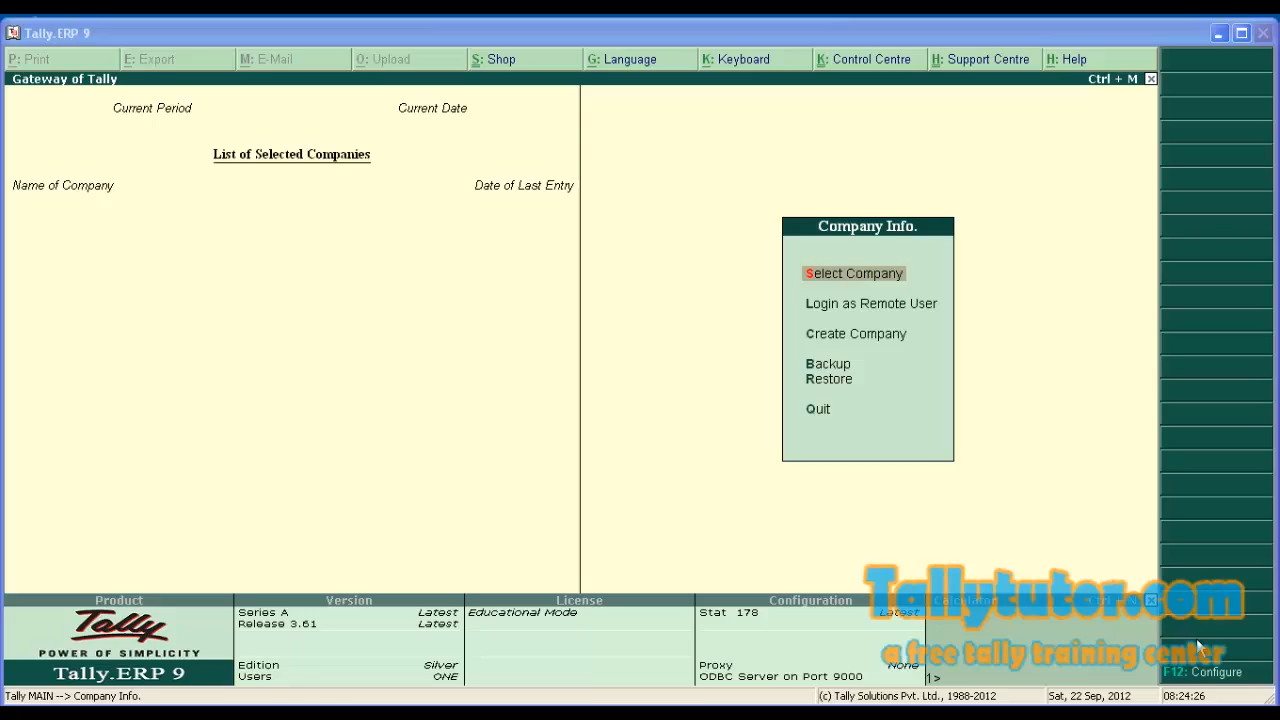 Tally.ERP 9
P: Print E: Export M: E-Mail O: Upload S: Shop G: Language K: Keyboard K: Control Centre H: Support Centre H: Help
Gateway of Tally Ctrl + M
Current Period Current Date
List of Selected Companies
Name of Company Date of Last Entry
Company Info.
Select Company
Login as Remote User
Create Company
Backup
Restore
Quit
Tallytutor.com
a free tally training center
Product Version License Configuration Calculator Ctrl + N
Tally
POWER OF SIMPLICITY
Tally.ERP 9
Series A Latest
Release 3.61 Latest
Edition Silver
Users ONE
Educational Mode
Stat 178 Latest
Proxy None
ODBC Server on Port 9000
1>
F12: Configure
Tally MAIN --> Company Info. (c) Tally Solutions Pvt. Ltd., 1988-2012 Sat, 22 Sep, 2012 08:24:26